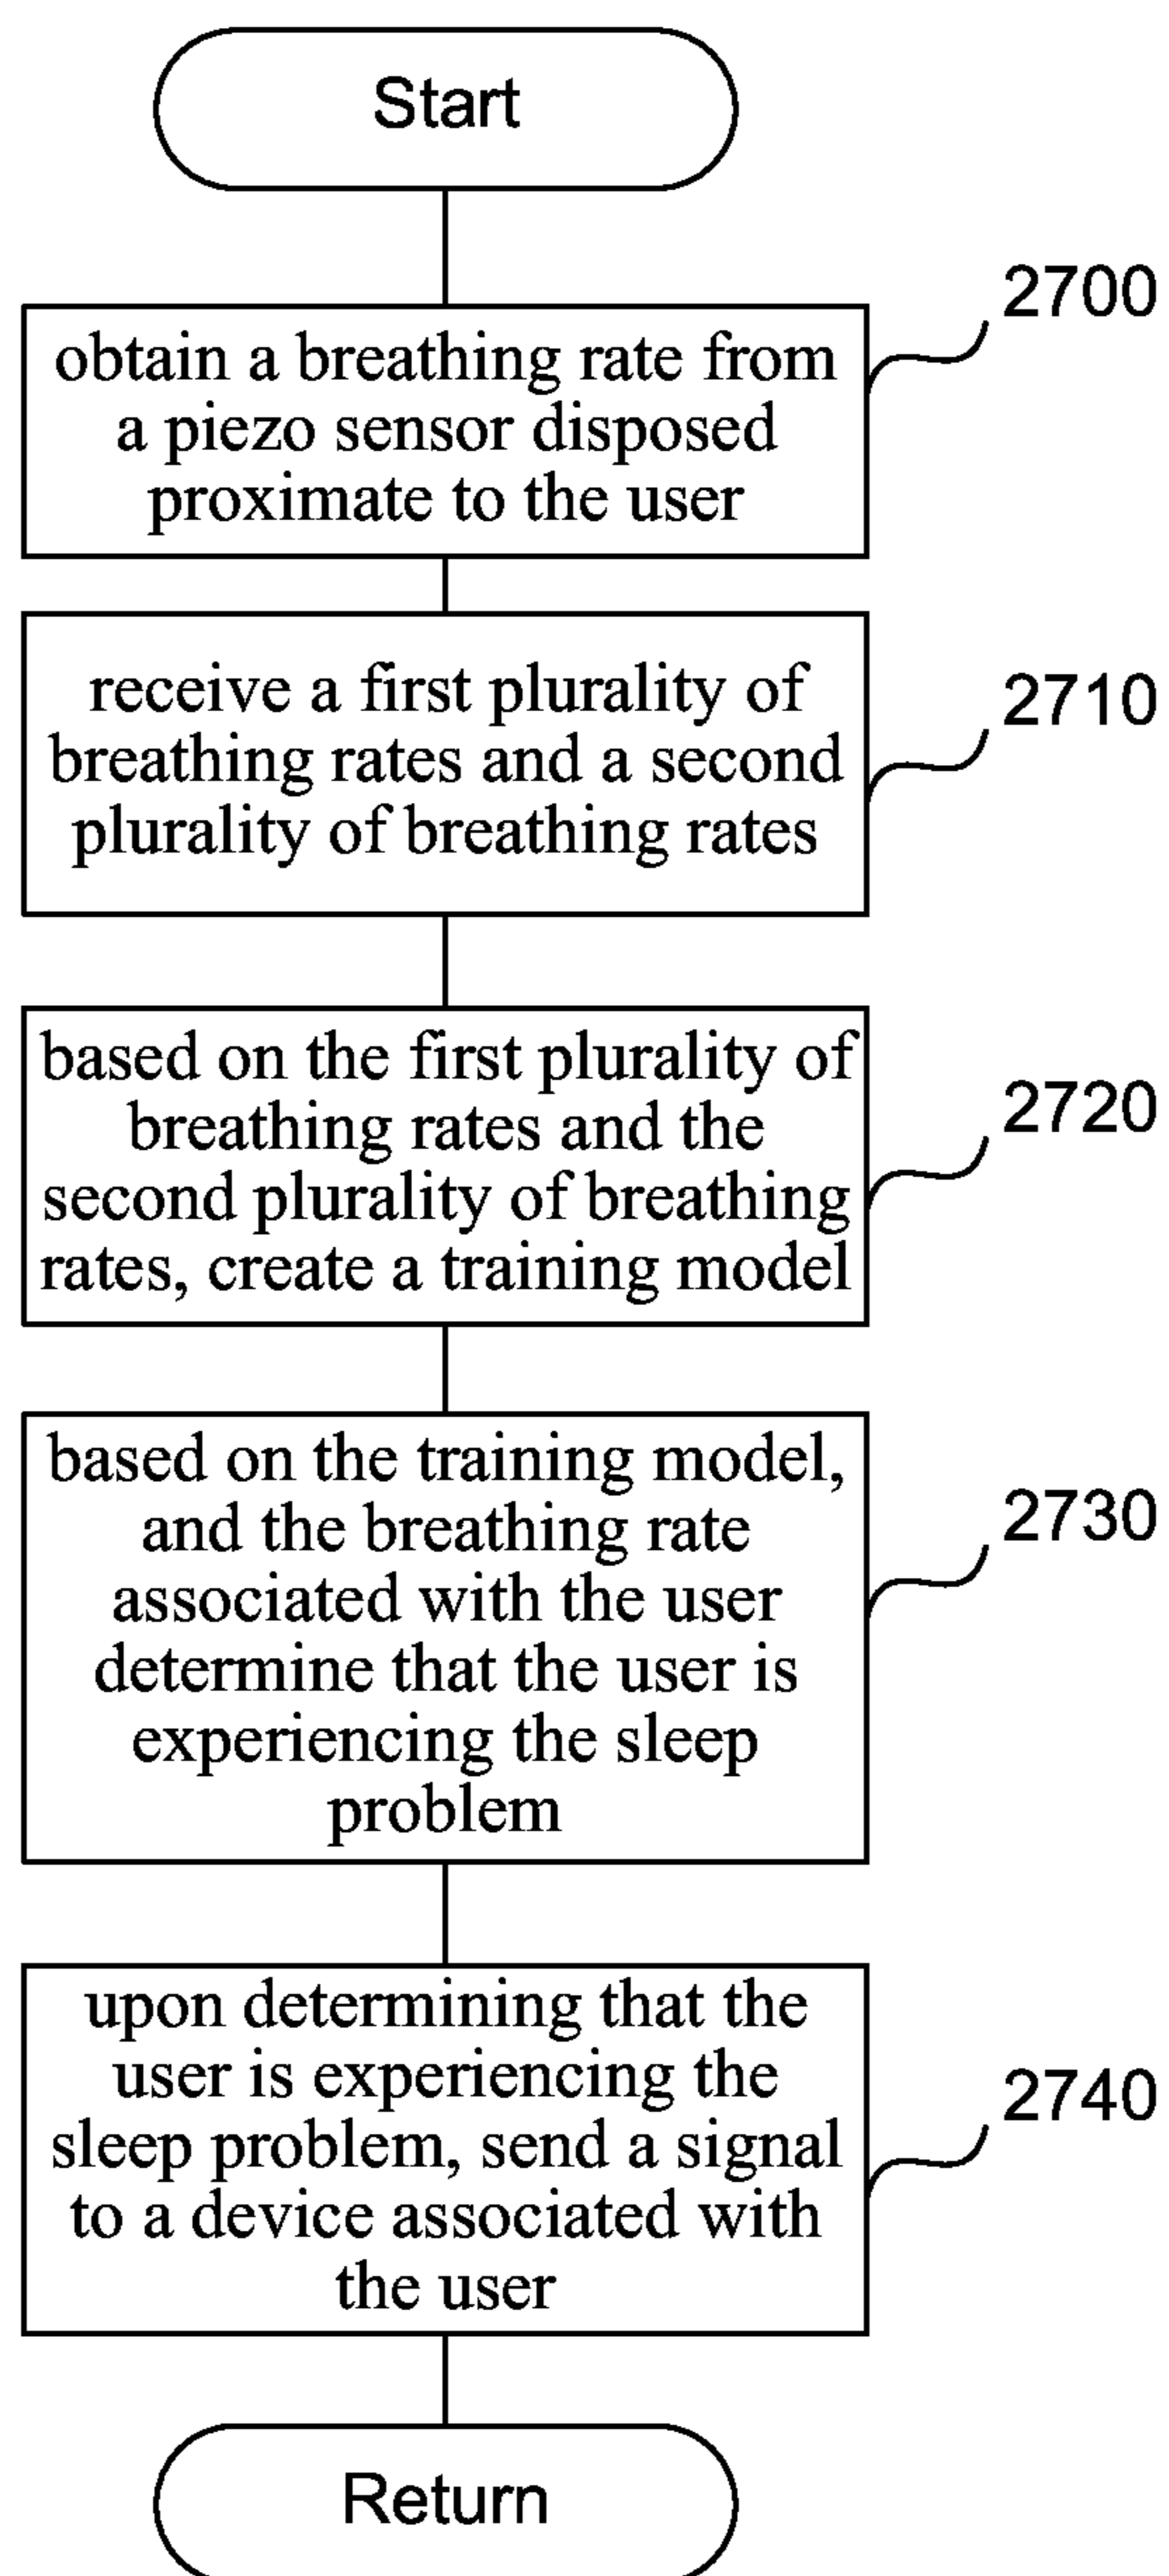 Start
2700
obtain a breathing rate from
a piezo sensor disposed
proximate to the user
2710
receive a first plurality of
breathing rates and a second
plurality of breathing rates
2720
based on the first plurality of
breathing rates and the
second plurality of breathing
rates, create a training model
2730
based on the training model,
and the breathing rate
associated with the user
determine that the user is
experiencing the sleep
problem
2740
upon determining that the
user is experiencing the
sleep problem, send a signal
to a device associated with
the user
Return